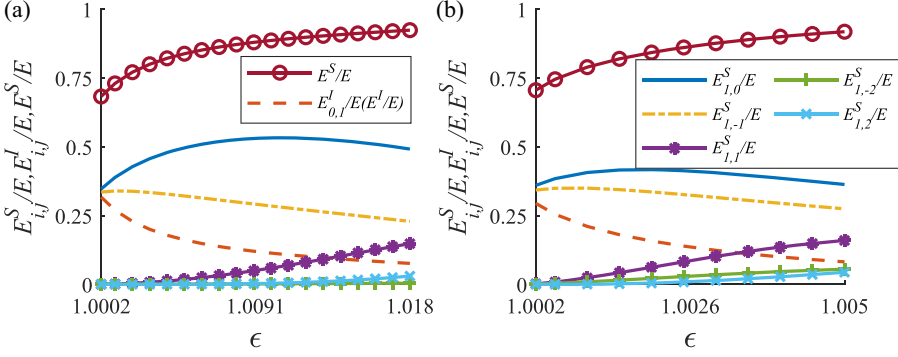 (a)
E^S_{i,j}/E,E^I_{i,j}/E,E^S/E
1
0.75
0.5
0.25
0
E^S/E
E^I_{0,1}/E(E^I/E)
1.0002
1.0091
1.018
ϵ
(b)
E^S_{i,j}/E,E^I_{i,j}/E,E^S/E
1
0.75
0.5
0.25
0
E^S_{1,0}/E
E^S_{1,-2}/E
E^S_{1,-1}/E
E^S_{1,2}/E
E^S_{1,1}/E
1.0002
1.0026
1.005
ϵ